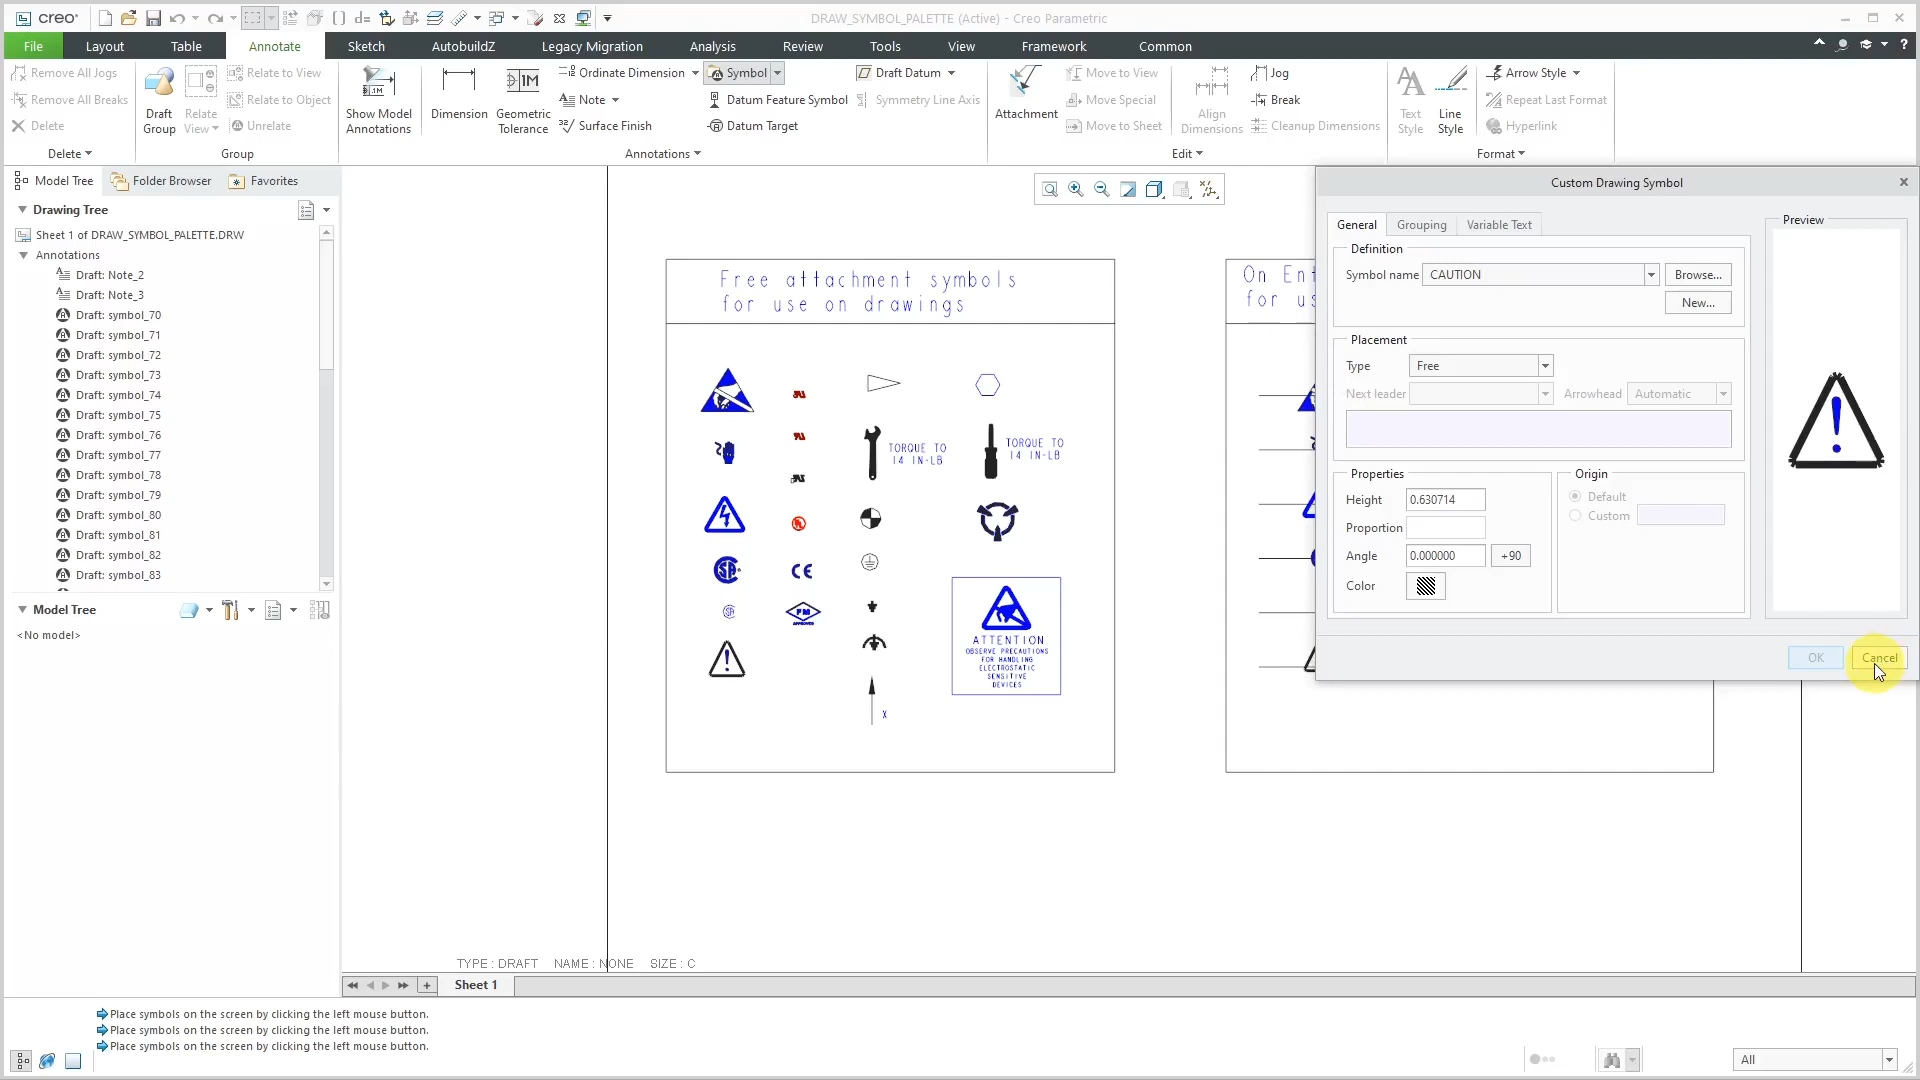 creo®
DRAW_SYMBOL_PALETTE (Active) - Creo Parametric
File
Layout
Table
Annotate
Sketch
AutobuildZ
Legacy Migration
Analysis
Review
Tools
View
Framework
Common
Remove All Jogs
Remove All Breaks
Delete
Delete
Draft Group
Relate View
Relate to View
Relate to Object
Unrelate
Group
Show Model Annotations
Dimension
Geometric Tolerance
Ordinate Dimension
Note
Surface Finish
Symbol
Datum Feature Symbol
Datum Target
Draft Datum
Symmetry Line Axis
Annotations
Attachment
Move to View
Move Special
Move to Sheet
Align Dimensions
Jog
Break
Cleanup Dimensions
Edit
Text Style
Line Style
Arrow Style
Repeat Last Format
Hyperlink
Format
Model Tree
Folder Browser
Favorites
Drawing Tree
Sheet 1 of DRAW_SYMBOL_PALETTE.DRW
Annotations
Draft: Note_2
Draft: Note_3
Draft: symbol_70
Draft: symbol_71
Draft: symbol_72
Draft: symbol_73
Draft: symbol_74
Draft: symbol_75
Draft: symbol_76
Draft: symbol_77
Draft: symbol_78
Draft: symbol_79
Draft: symbol_80
Draft: symbol_81
Draft: symbol_82
Draft: symbol_83
Model Tree
<No model>
Free attachment symbols
for use on drawings
TORQUE TO
14 IN-LB
TORQUE TO
14 IN-LB
CE
FM
APPROVED
X
ATTENTION
OBSERVE PRECAUTIONS
FOR HANDLING
ELECTROSTATIC
SENSITIVE
DEVICES
On Ent
for us
Custom Drawing Symbol
General
Grouping
Variable Text
Preview
Definition
Symbol name CAUTION
Browse...
New...
Placement
Type Free
Next leader
Arrowhead Automatic
Properties
Height 0.630714
Proportion
Angle 0.000000 +90
Color
Origin
Default
Custom
OK
Cancel
TYPE : DRAFT NAME : NONE SIZE : C
Sheet 1
Place symbols on the screen by clicking the left mouse button.
Place symbols on the screen by clicking the left mouse button.
Place symbols on the screen by clicking the left mouse button.
All